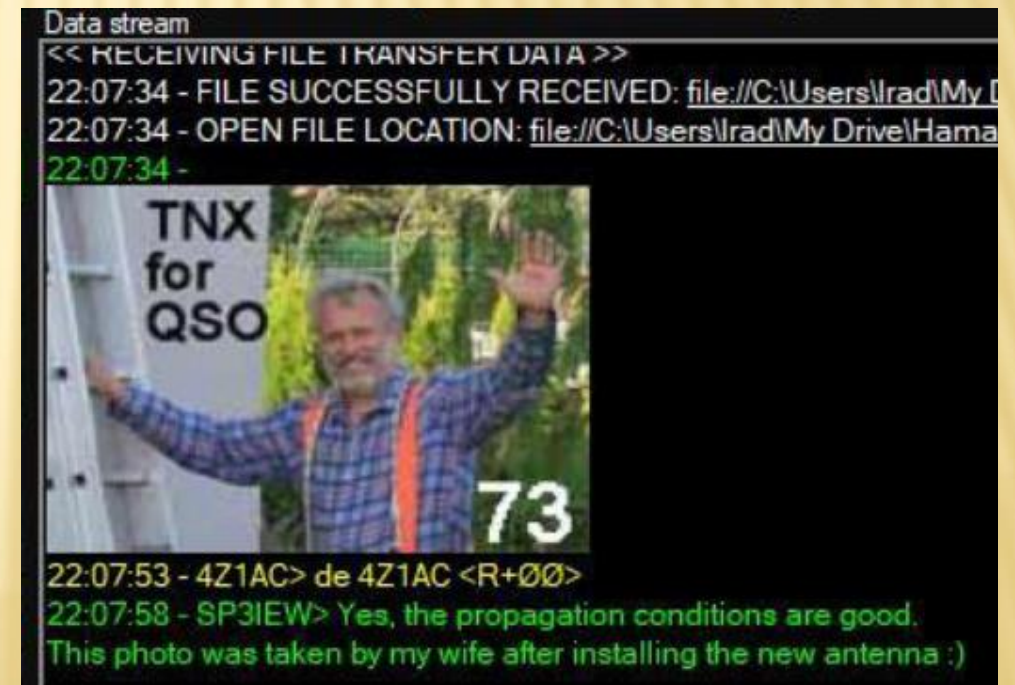 Data stream
<< RECEIVING FILE TRANSFER DATA >>
22:07:34 - FILE SUCCESSFULLY RECEIVED: file://C:\Users\Irad\My D
22:07:34 - OPEN FILE LOCATION: file://C:\Users\Irad\My Drive\Hama
22:07:34 -
TNX
for
QSO
73
22:07:53 - 4Z1AC> de 4Z1AC <R+ØØ>
22:07:58 - SP3IEW> Yes, the propagation conditions are good.
This photo was taken by my wife after installing the new antenna :)